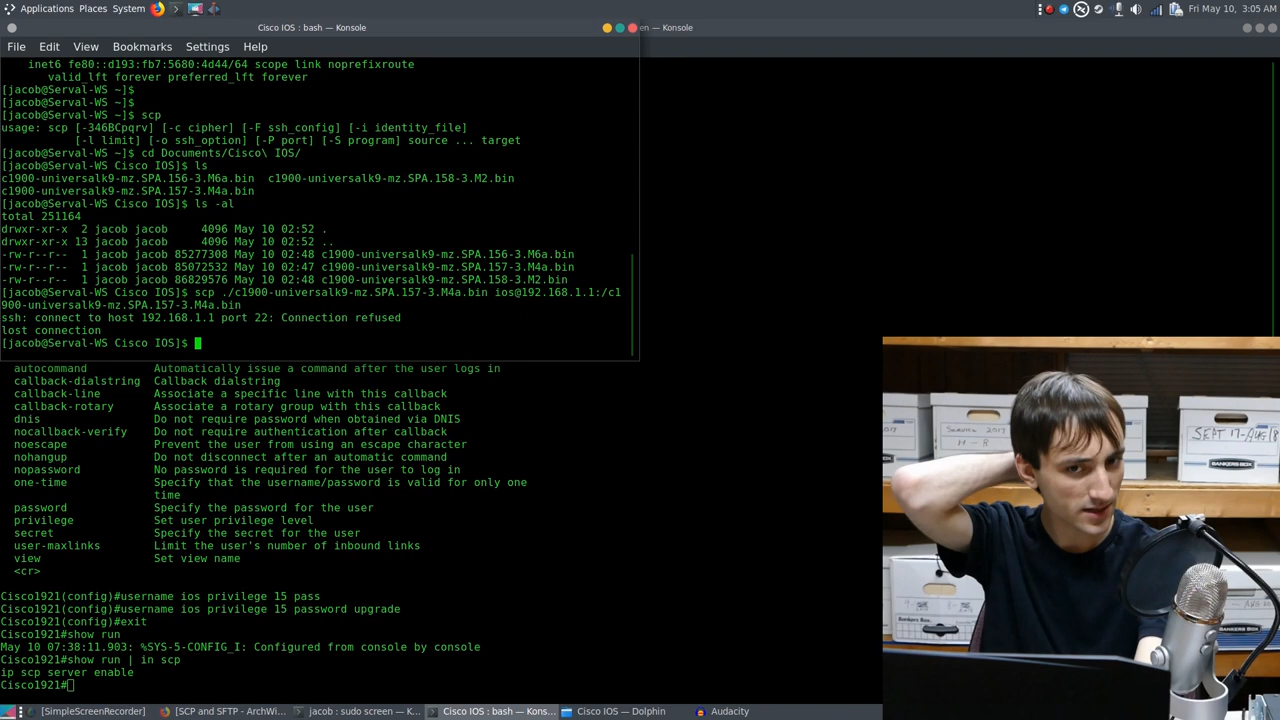 Applications Places System
Fri May 10, 3:05 AM
Cisco IOS : bash — Konsole
en — Konsole
File Edit View Bookmarks Settings Help
inet6 fe80::d193:fb7:5680:4d44/64 scope link noprefixroute
valid_lft forever preferred_lft forever
[jacob@Serval-WS ~]$
[jacob@Serval-WS ~]$
[jacob@Serval-WS ~]$ scp
usage: scp [-346BCpqrv] [-c cipher] [-F ssh_config] [-i identity_file]
[-l limit] [-o ssh_option] [-P port] [-S program] source ... target
[jacob@Serval-WS ~]$ cd Documents/Cisco\ IOS/
[jacob@Serval-WS Cisco IOS]$ ls
c1900-universalk9-mz.SPA.156-3.M6a.bin c1900-universalk9-mz.SPA.158-3.M2.bin
c1900-universalk9-mz.SPA.157-3.M4a.bin
[jacob@Serval-WS Cisco IOS]$ ls -al
total 251164
drwxr-xr-x 2 jacob jacob 4096 May 10 02:52 .
drwxr-xr-x 13 jacob jacob 4096 May 10 02:52 ..
-rw-r--r-- 1 jacob jacob 85277308 May 10 02:48 c1900-universalk9-mz.SPA.156-3.M6a.bin
-rw-r--r-- 1 jacob jacob 85072532 May 10 02:47 c1900-universalk9-mz.SPA.157-3.M4a.bin
-rw-r--r-- 1 jacob jacob 86829576 May 10 02:48 c1900-universalk9-mz.SPA.158-3.M2.bin
[jacob@Serval-WS Cisco IOS]$ scp ./c1900-universalk9-mz.SPA.157-3.M4a.bin ios@192.168.1.1:/c1
900-universalk9-mz.SPA.157-3.M4a.bin
ssh: connect to host 192.168.1.1 port 22: Connection refused
lost connection
[jacob@Serval-WS Cisco IOS]$
autocommand Automatically issue a command after the user logs in
callback-dialstring Callback dialstring
callback-line Associate a specific line with this callback
callback-rotary Associate a rotary group with this callback
dnis Do not require password when obtained via DNIS
nocallback-verify Do not require authentication after callback
noescape Prevent the user from using an escape character
nohangup Do not disconnect after an automatic command
nopassword No password is required for the user to log in
one-time Specify that the username/password is valid for only one
time
password Specify the password for the user
privilege Set user privilege level
secret Specify the secret for the user
user-maxlinks Limit the user's number of inbound links
view Set view name
<cr>
Cisco1921(config)#username ios privilege 15 pass
Cisco1921(config)#username ios privilege 15 password upgrade
Cisco1921(config)#exit
Cisco1921#show run
May 10 07:38:11.903: %SYS-5-CONFIG_I: Configured from console by console
Cisco1921#show run | in scp
ip scp server enable
Cisco1921#
H - R
SEPT 17-AUG18
BANKERS BOX
BANKERS BOX
[SimpleScreenRecorder]
[SCP and SFTP - ArchWi...
jacob : sudo screen — K...
Cisco IOS : bash — Kons...
Cisco IOS — Dolphin
Audacity